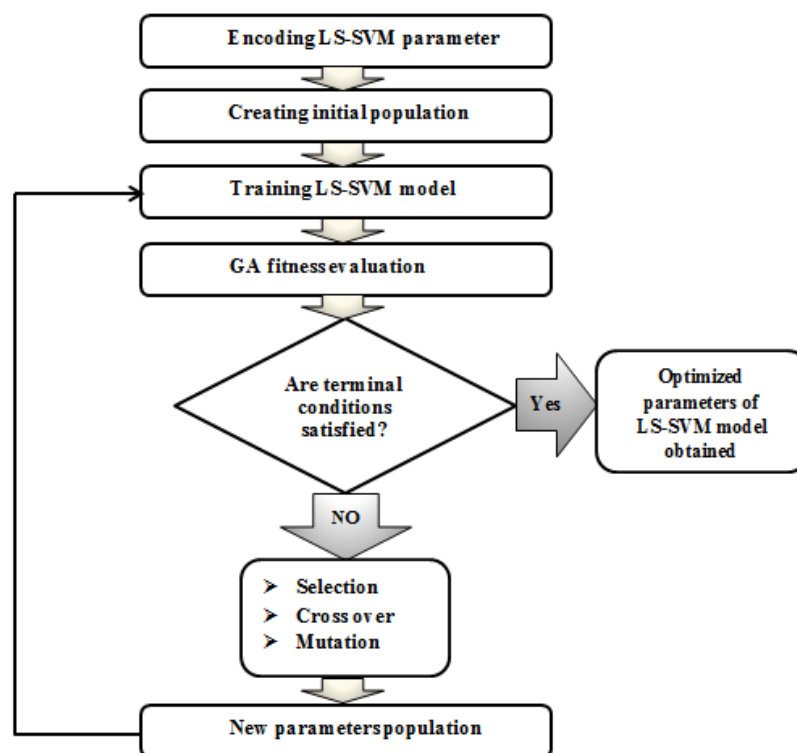 Encoding LS-SVM parameter
Creating initial population
Training LS-SVM model
GA fitness evaluation
Are terminal
conditions
satisfied?
Yes
Optimized
parameters of
LS-SVM model
obtained
NO
➢ Selection
➢ Cross over
➢ Mutation
New parameters population